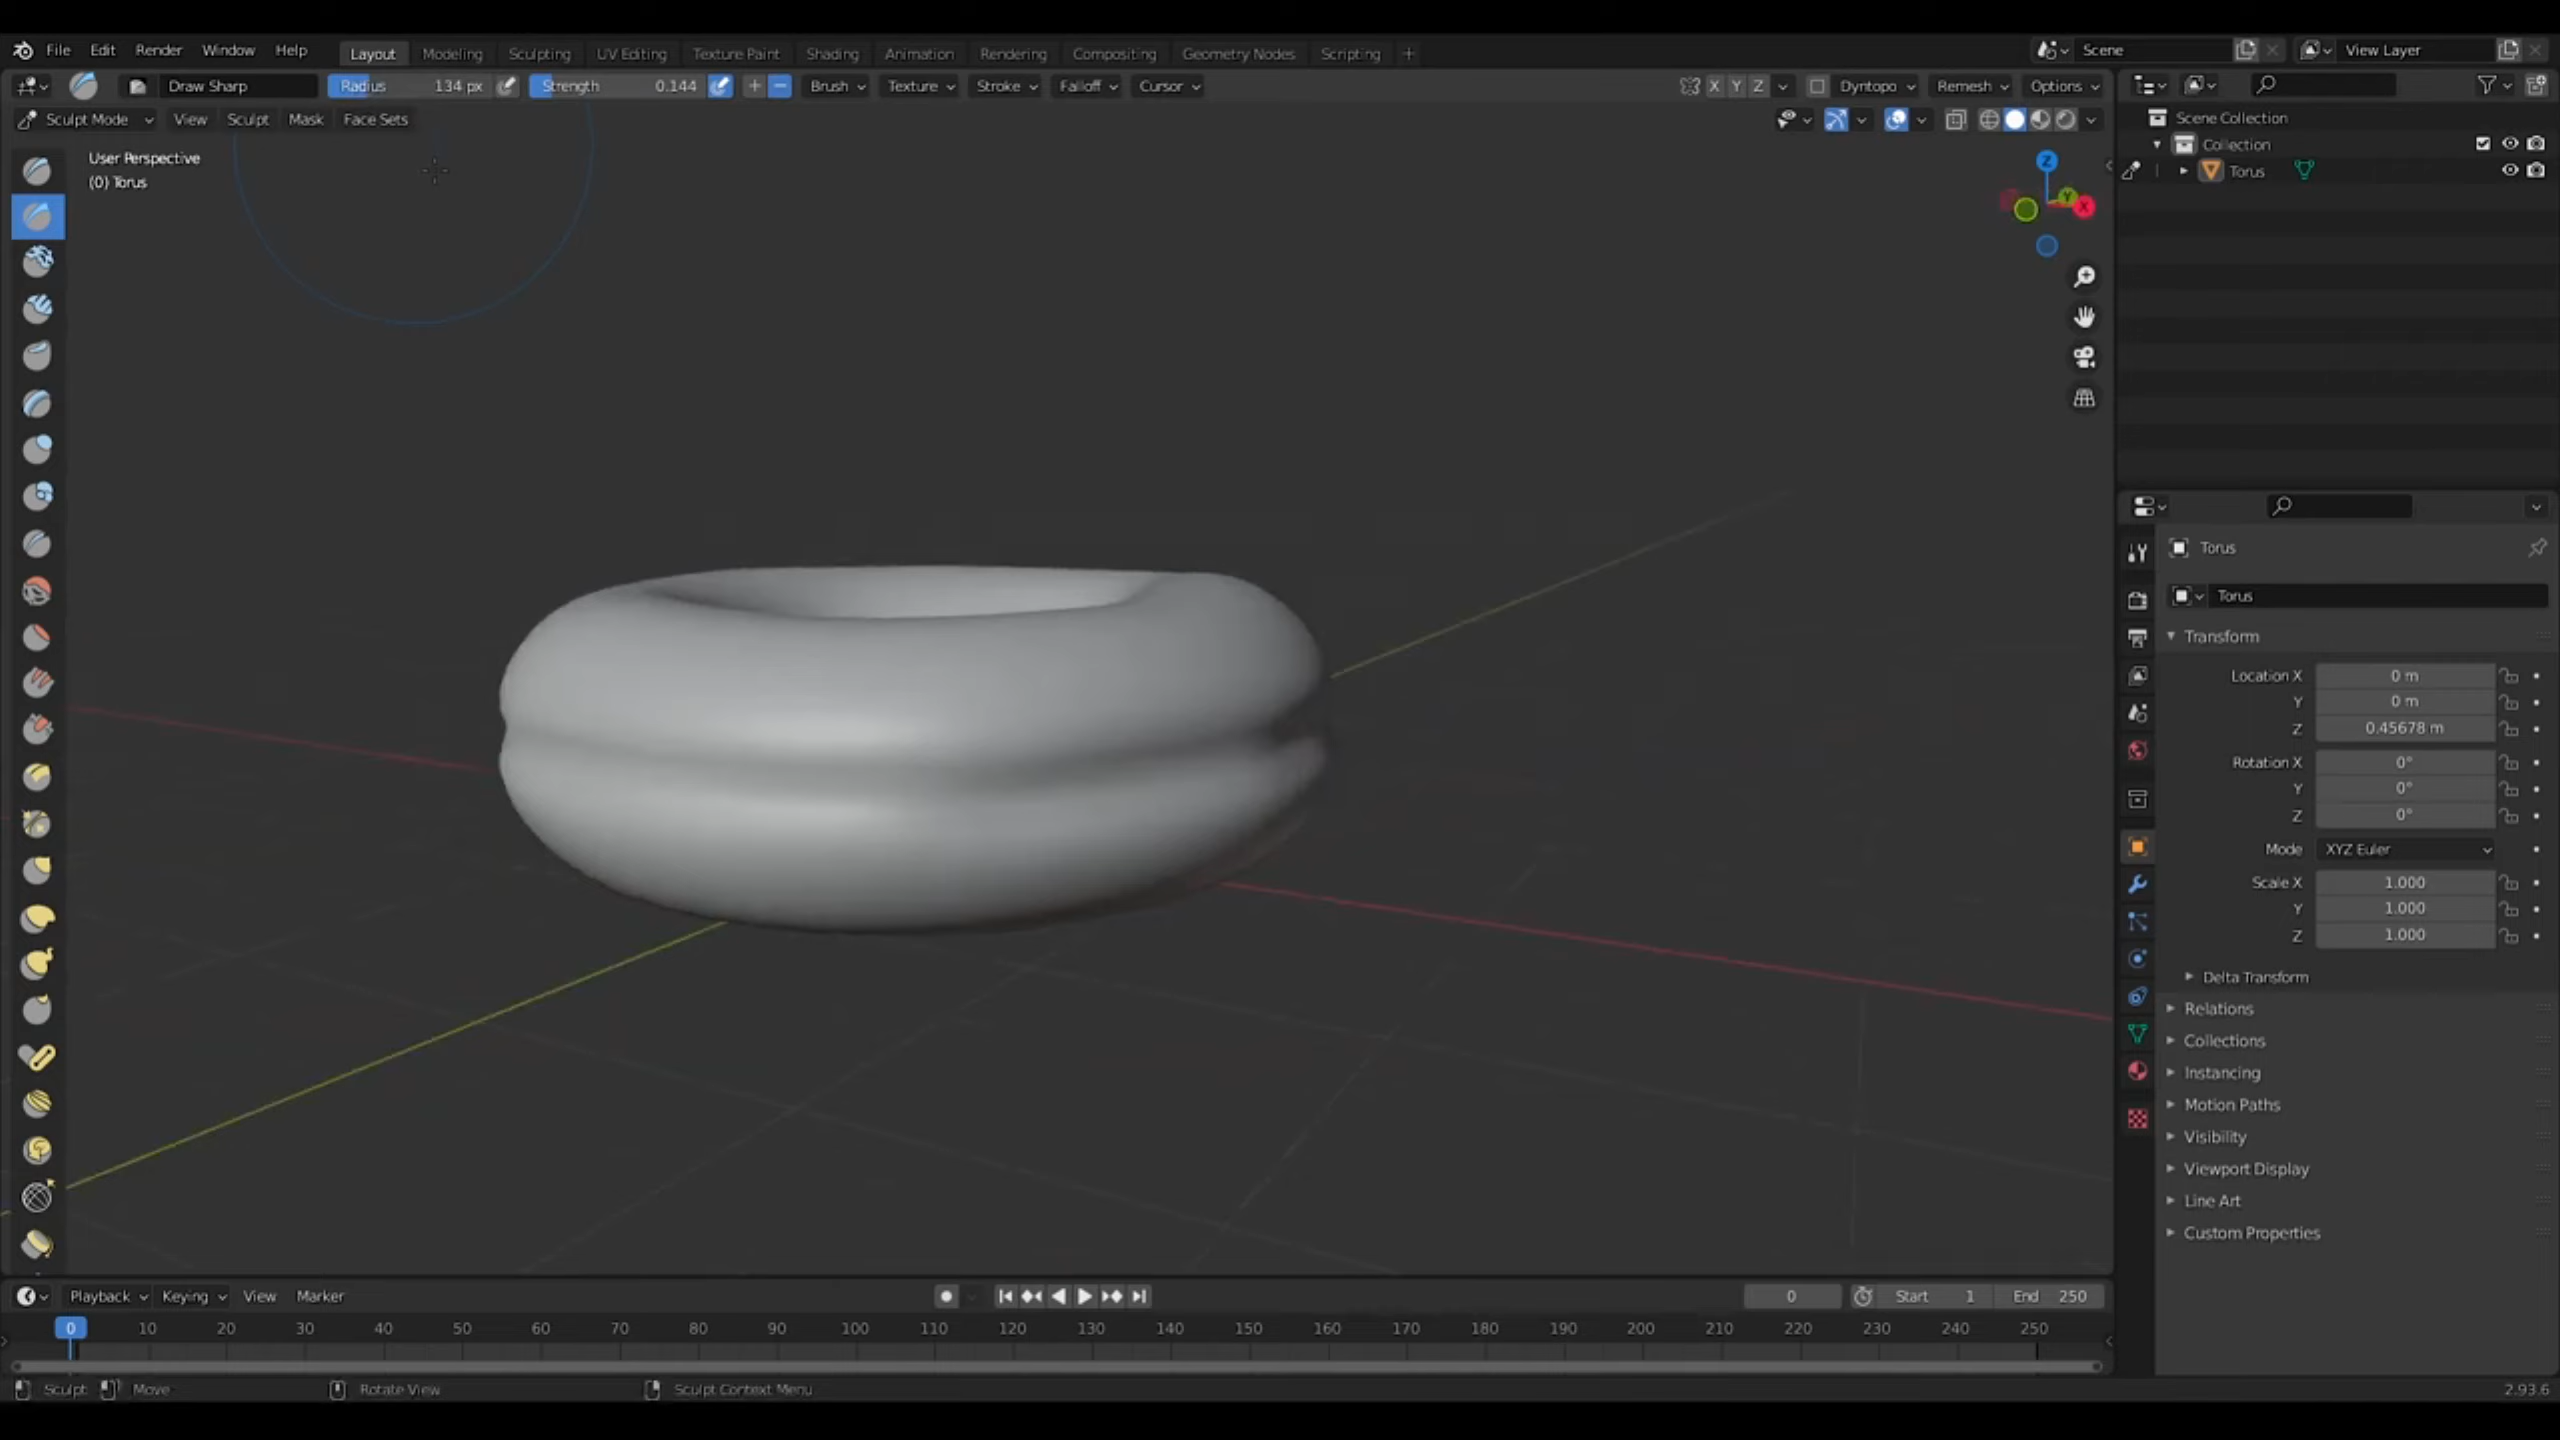 File Edit Render Window Help Layout Modeling Sculpting UV Editing Texture Paint Shading Animation Rendering Compositing Geometry Nodes Scripting + Scene View Layer
Draw Sharp Radius 134 px Strength 0.144 + − Brush Texture Stroke Falloff Cursor X Y Z Dyntopo Remesh Options
Sculpt Mode View Sculpt Mask Face Sets
User Perspective
(0) Torus
Z
Y
X
Scene Collection
Collection
Torus
Torus
Torus
Transform
Location X 0 m
Y 0 m
Z 0.45678 m
Rotation X 0°
Y 0°
Z 0°
Mode XYZ Euler
Scale X 1.000
Y 1.000
Z 1.000
Delta Transform
Relations
Collections
Instancing
Motion Paths
Visibility
Viewport Display
Line Art
Custom Properties
Playback Keying View Marker 0 Start 1 End 250
0 10 20 30 40 50 60 70 80 90 100 110 120 130 140 150 160 170 180 190 200 210 220 230 240 250
Sculpt Move Rotate View Sculpt Context Menu 2.93.6